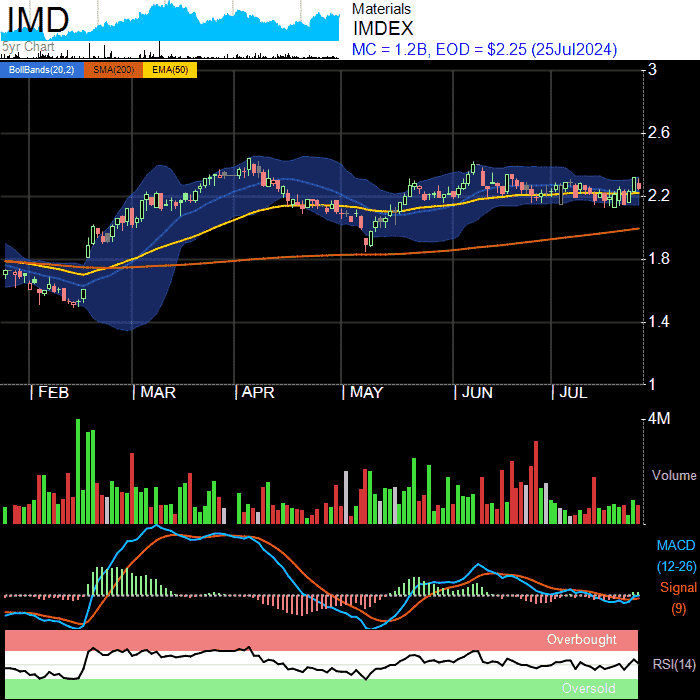 IMD
5yr Chart
Materials
IMDEX
MC = 1.2B, EOD = $2.25 (25Jul2024)
BollBands(20,2) SMA(200) EMA(50)
3
2.6
2.2
1.8
1.4
1
FEB MAR APR MAY JUN JUL
4M
Volume
MACD
(12-26)
Signal
(9)
Overbought
RSI(14)
Oversold